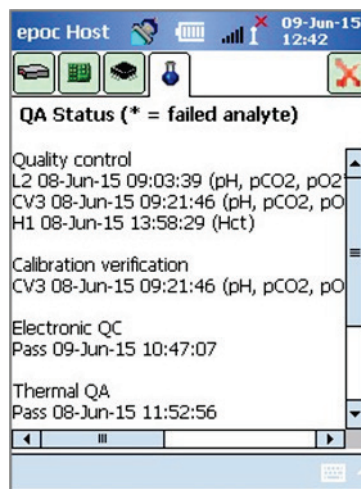 epoc Host
09-Jun-15
12:42
QA Status (* = failed analyte)
Quality control
L2 08-Jun-15 09:03:39 (pH, pCO2, pO2
CV3 08-Jun-15 09:21:46 (pH, pCO2, pO
H1 08-Jun-15 13:58:29 (Hct)
Calibration verification
CV3 08-Jun-15 09:21:46 (pH, pCO2, pO
Electronic QC
Pass 09-Jun-15 10:47:07
Thermal QA
Pass 08-Jun-15 11:52:56